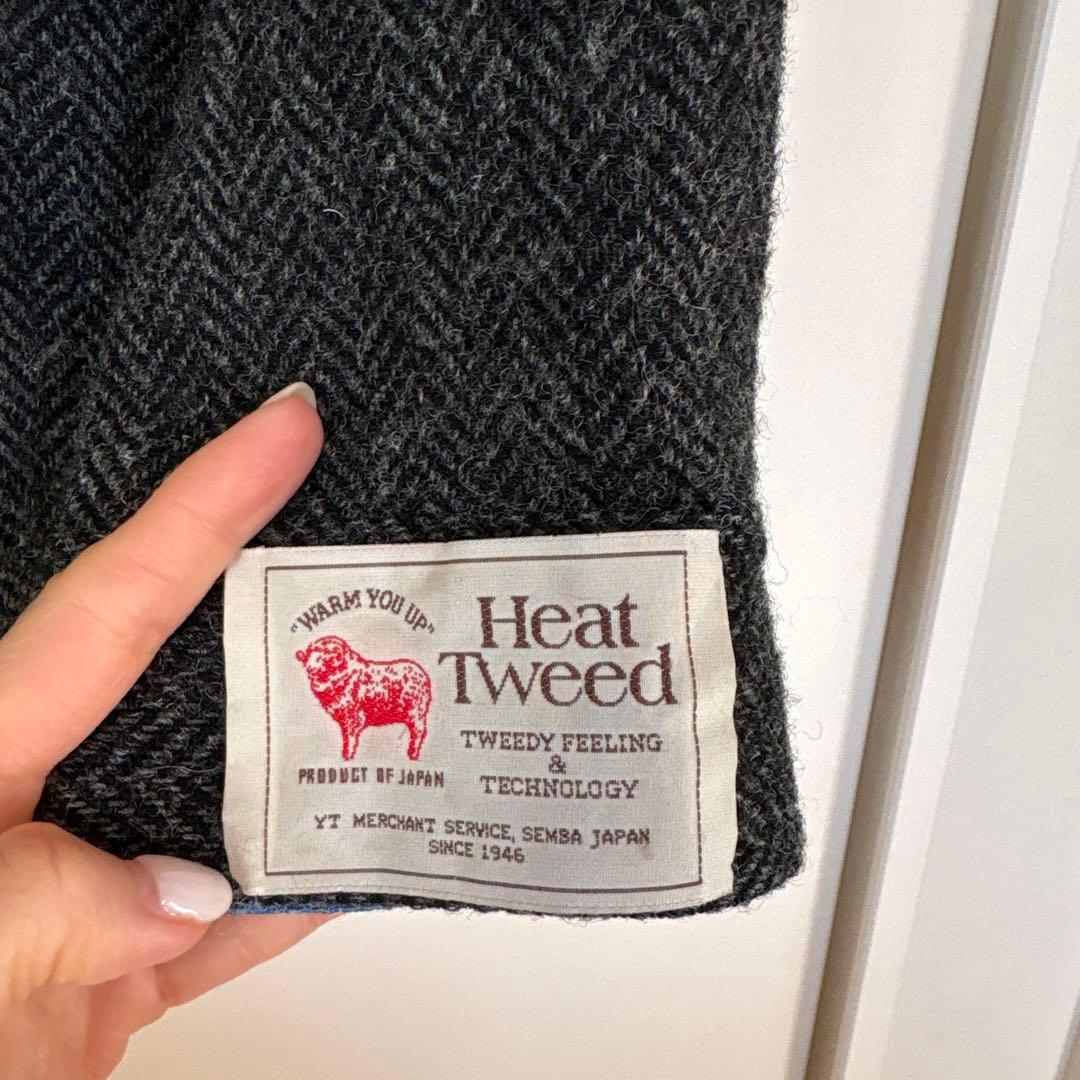 "WARM YOU UP"
Heat
Tweed
PRODUCT OF JAPAN
TWEEDY FEELING
&
TECHNOLOGY
YT MERCHANT SERVICE, SEMBA JAPAN
SINCE 1946